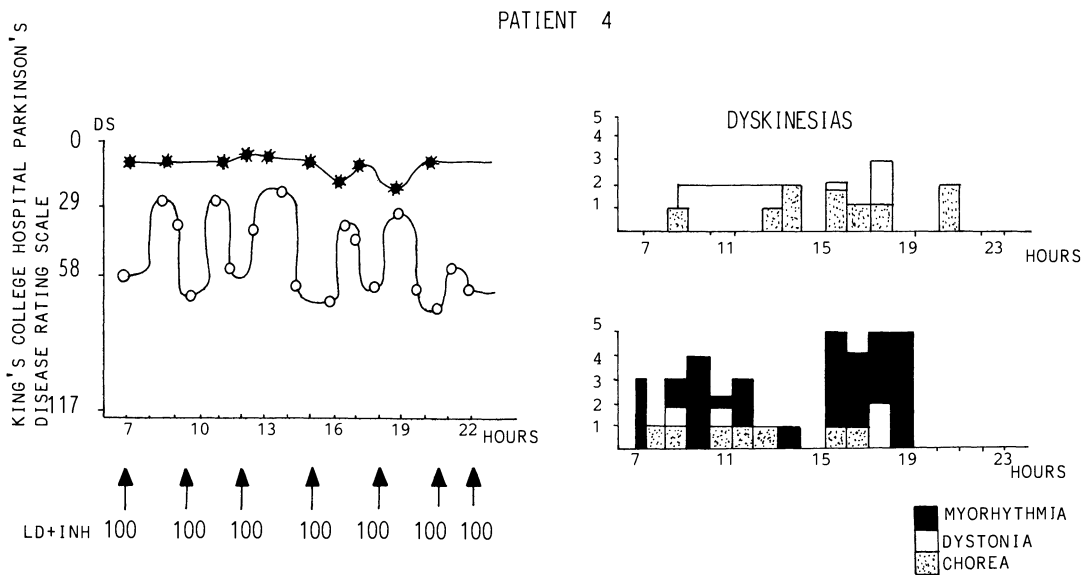 PATIENT 4
KING'S COLLEGE HOSPITAL PARKINSON'S
DISEASE RATING SCALE
DS
0
29
58
117
7 10 13 16 19 22 HOURS
LD+INH 100 100 100 100 100 100 100
DYSKINESIAS
5
4
3
2
1
7 11 15 19 23
HOURS
5
4
3
2
1
7 11 15 19 23
HOURS
MYORHYTHMIA
DYSTONIA
CHOREA